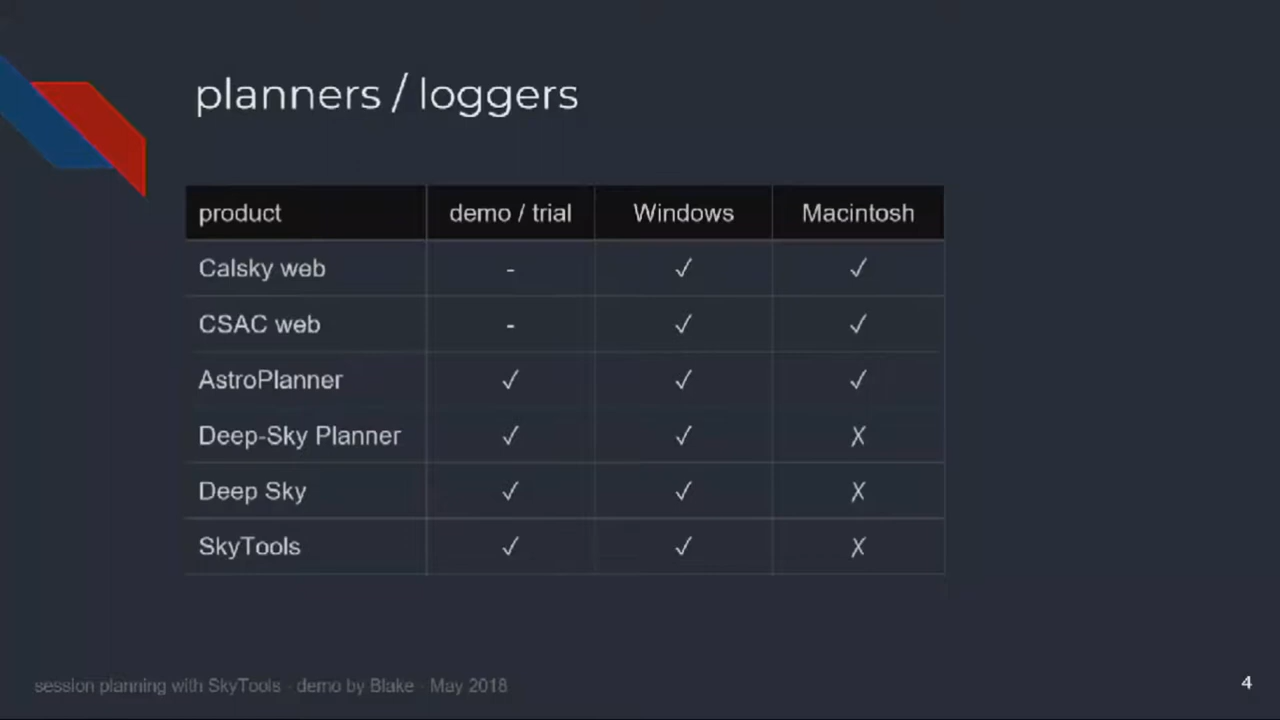 planners / loggers
product demo / trial Windows Macintosh
Calsky web - ✓ ✓
CSAC web - ✓ ✓
AstroPlanner ✓ ✓ ✓
Deep-Sky Planner ✓ ✓ X
Deep Sky ✓ ✓ X
SkyTools ✓ ✓ X
session planning with SkyTools - demo by Blake - May 2018
4